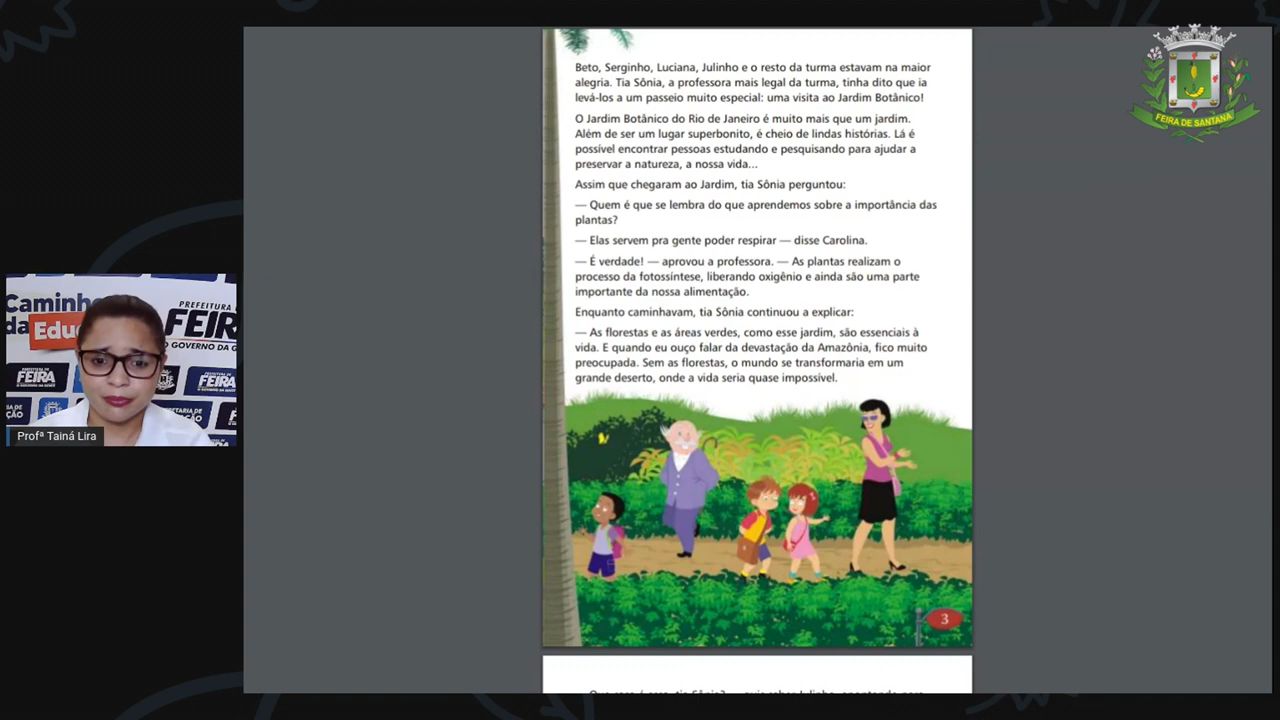 Beto, Serginho, Luciana, Julinho e o resto da turma estavam na maior
alegria. Tia Sônia, a professora mais legal da turma, tinha dito que ia
levá-los a um passeio muito especial: uma visita ao Jardim Botânico!
O Jardim Botânico do Rio de Janeiro é muito mais que um jardim.
Além de ser um lugar superbonito, é cheio de lindas histórias. Lá é
possível encontrar pessoas estudando e pesquisando para ajudar a
preservar a natureza, a nossa vida...
Assim que chegaram ao Jardim, tia Sônia perguntou:
— Quem é que se lembra do que aprendemos sobre a importância das
plantas?
— Elas servem pra gente poder respirar — disse Carolina.
— É verdade! — aprovou a professora. — As plantas realizam o
processo da fotossíntese, liberando oxigênio e ainda são uma parte
importante da nossa alimentação.
Enquanto caminhavam, tia Sônia continuou a explicar:
— As florestas e as áreas verdes, como esse jardim, são essenciais à
vida. E quando eu ouço falar da devastação da Amazônia, fico muito
preocupada. Sem as florestas, o mundo se transformaria em um
grande deserto, onde a vida seria quase impossível.
3
FEIRA DE SANTANA
Caminho
da Edu
PREFEITURA
FEIR
O GOVERNO DA G
FEIRA
FEIRA
Profª Tainá Lira